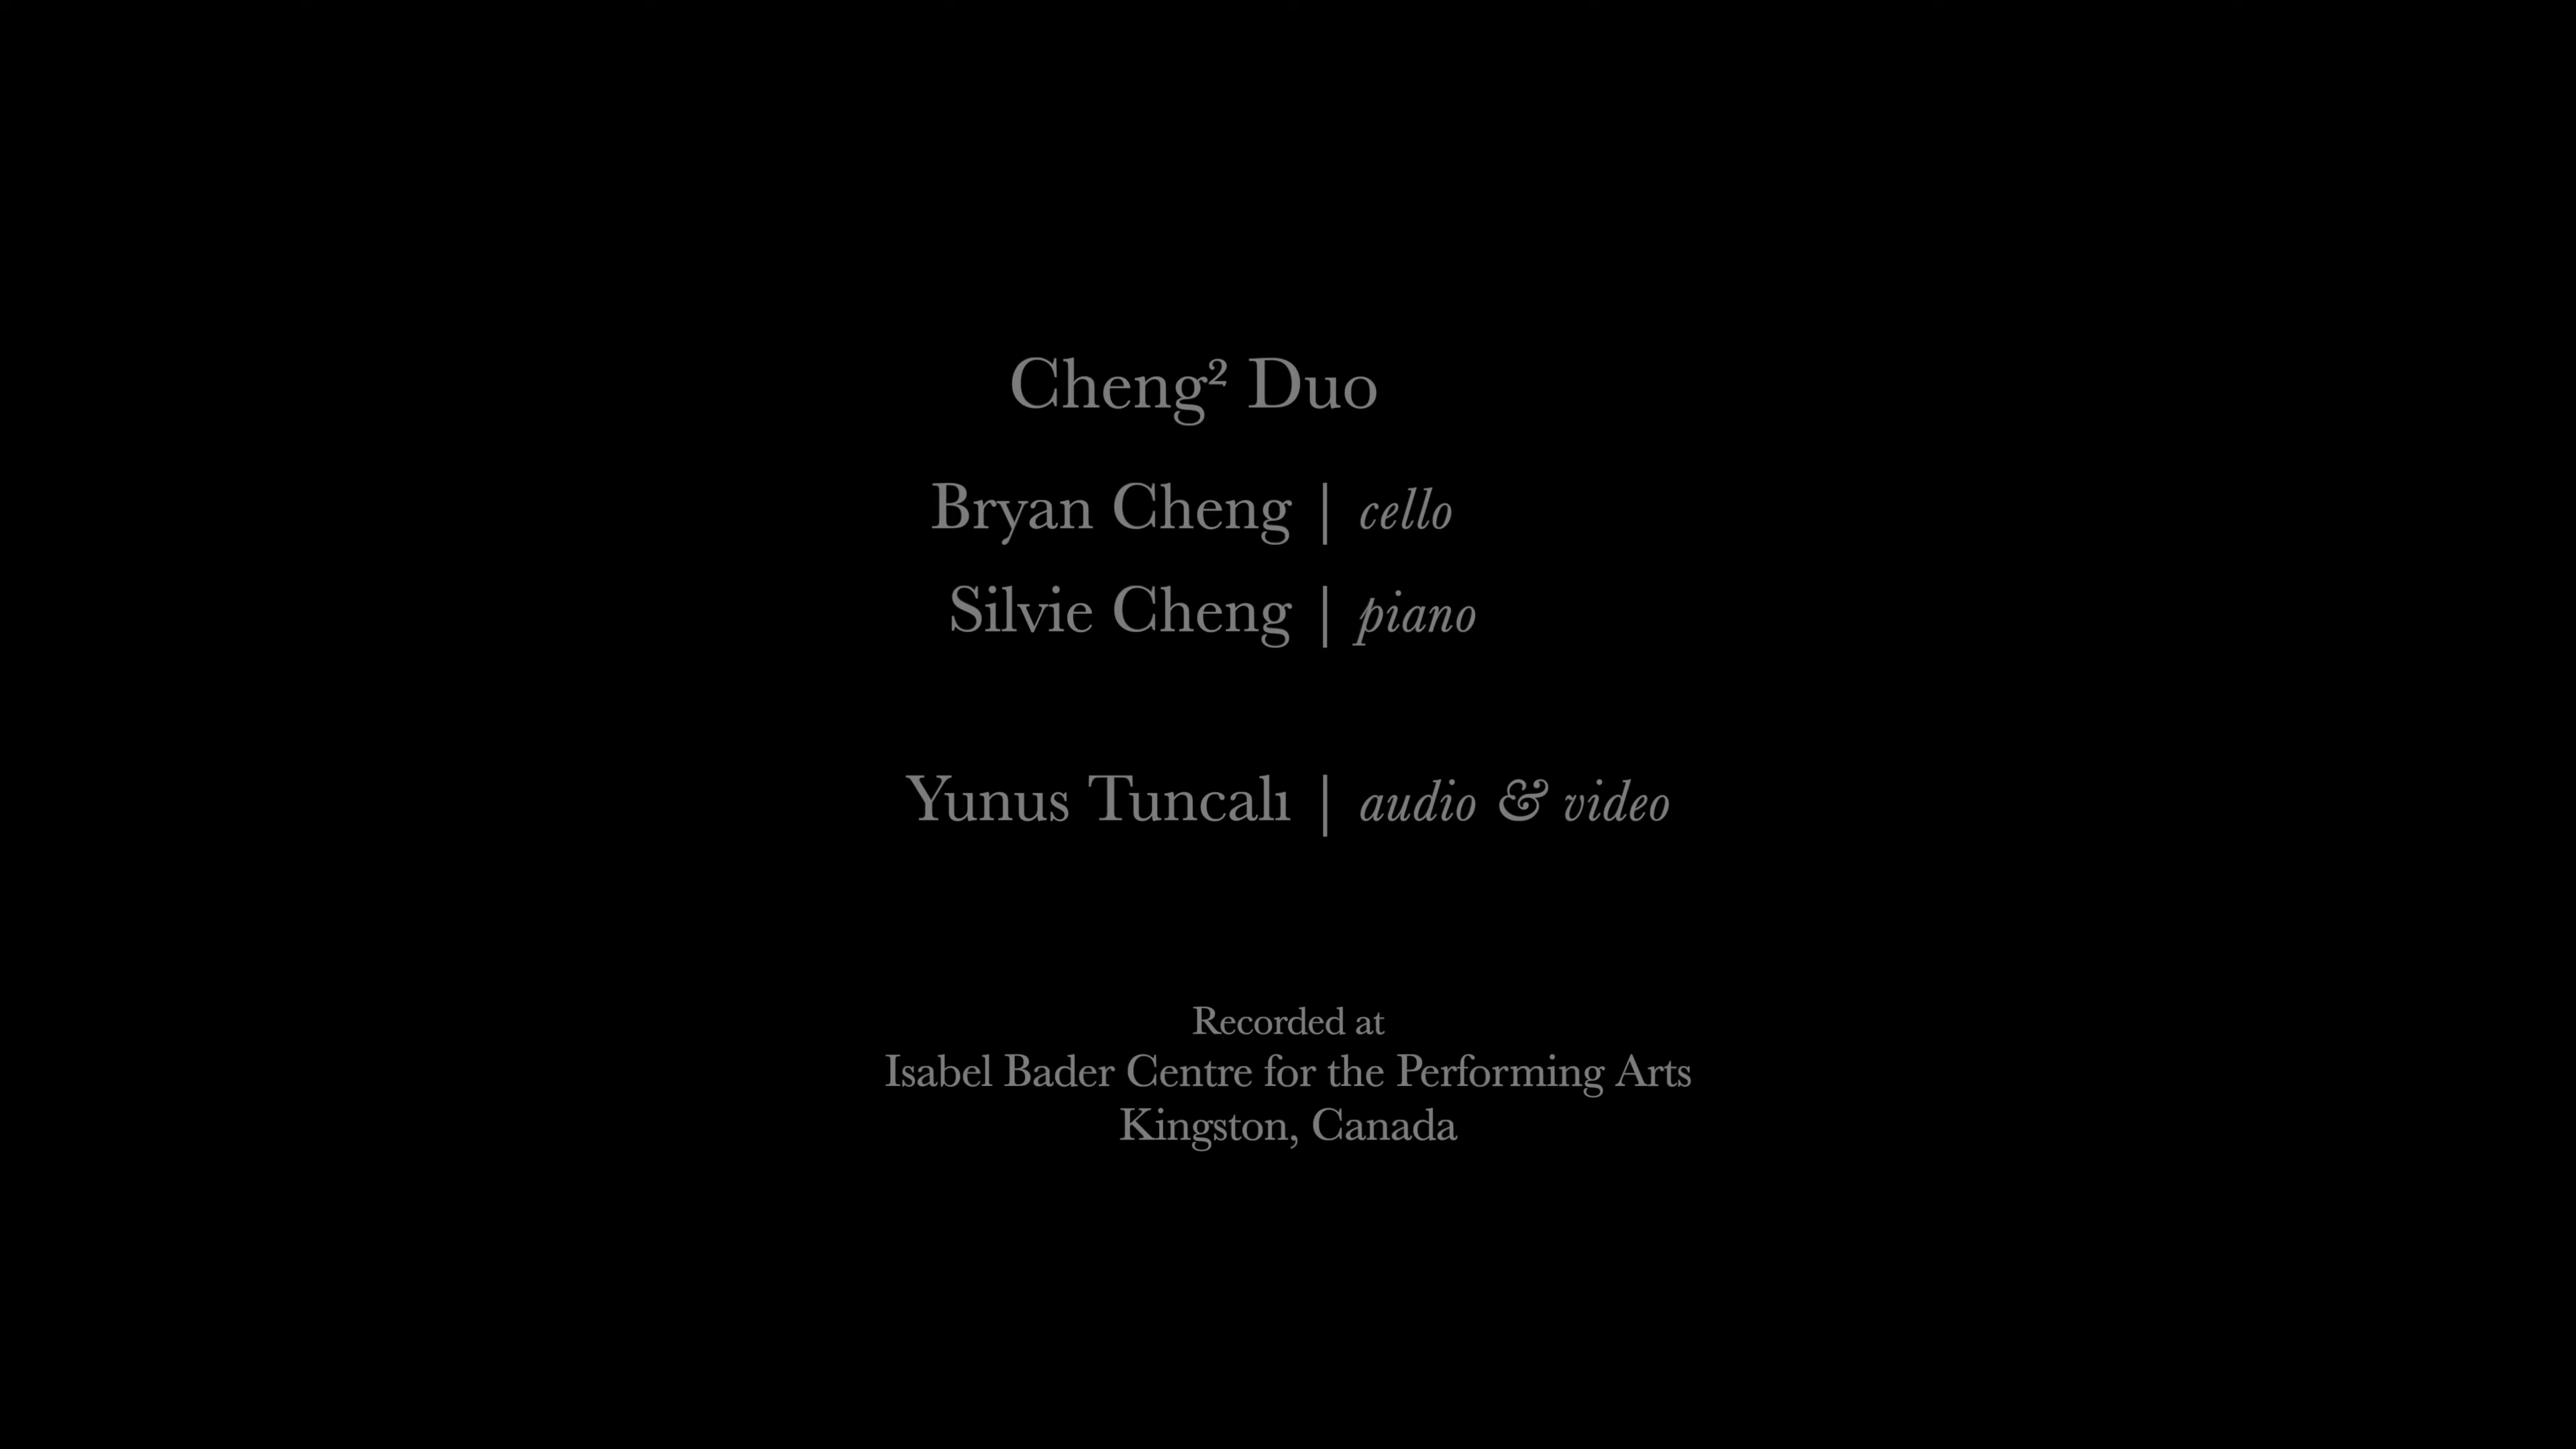 Cheng² Duo
Bryan Cheng | cello
Silvie Cheng | piano
Yunus Tuncalı | audio & video
Recorded at
Isabel Bader Centre for the Performing Arts
Kingston, Canada